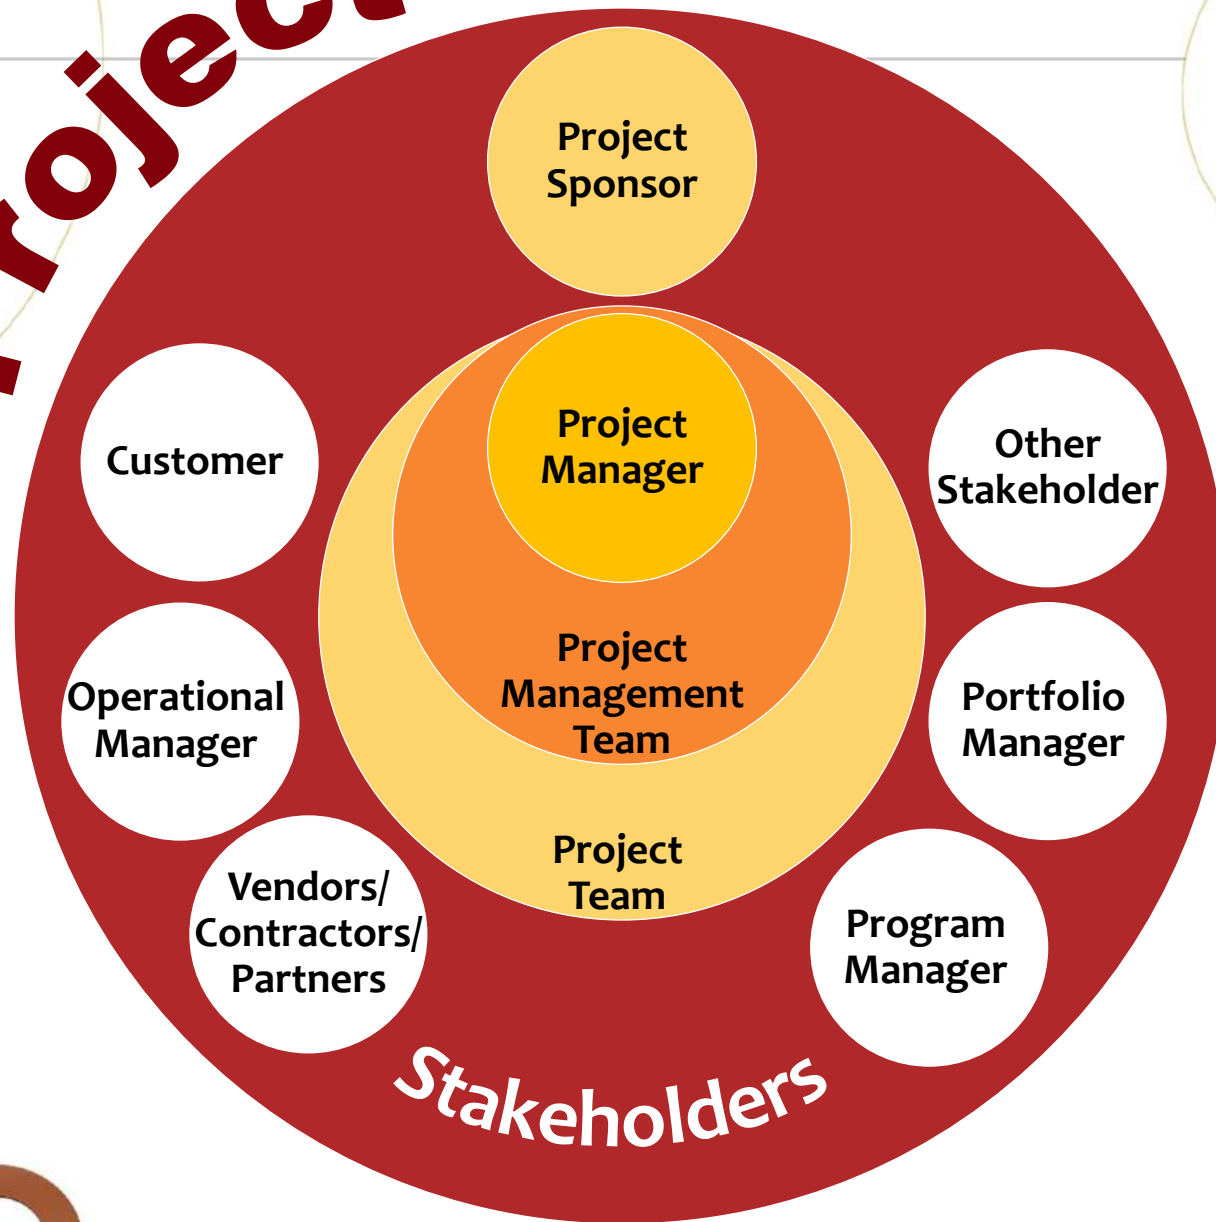 Project
Project
Sponsor
Project
Manager
Customer
Other
Stakeholder
Project
Management
Team
Operational
Manager
Portfolio
Manager
Project
Team
Vendors/
Contractors/
Partners
Program
Manager
Stakeholders